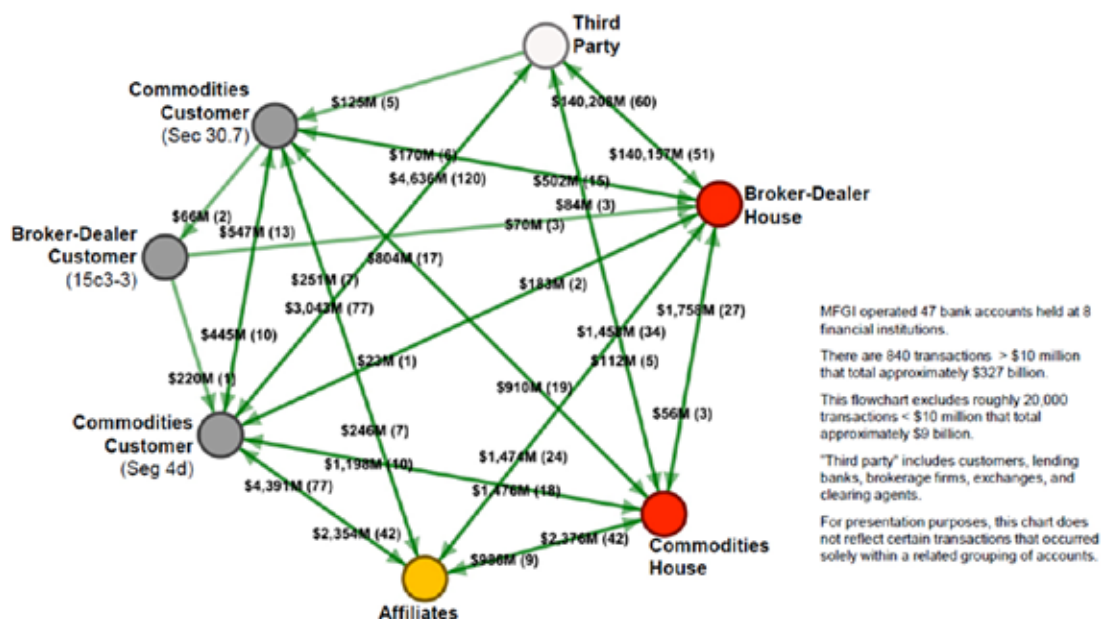 Third
Party
Commodities
Customer
(Sec 30.7)
$125M (5)
$140,208M (60)
$170M (6)
$140,157M (51)
$4,636M (120)
$502M (15)
Broker-Dealer
House
$84M (3)
$66M (2)
$70M (3)
Broker-Dealer
Customer
(15c3-3)
$547M (13)
$804M (17)
$251M (7)
$183M (2)
$3,043M (77)
$1,758M (27)
$445M (10)
(34)
$23M (1)
$112M (5)
$220M (1)
$910M (19)
$56M (3)
Commodities
Customer
(Seg 4d)
$246M (7)
$1,474M (24)
$1,198M (10)
$4,391M (77)
$1,476M (18)
$2,354M (42)
$2,376M (42)
(9)
Commodities
House
Affiliates
MFGI operated 47 bank accounts held at 8
financial institutions.
There are 840 transactions > $10 million
that total approximately $327 billion.
This flowchart excludes roughly 20,000
transactions < $10 million that total
approximately $9 billion.
"Third party" includes customers, lending
banks, brokerage firms, exchanges, and
clearing agents.
For presentation purposes, this chart does
not reflect certain transactions that occurred
solely within a related grouping of accounts.